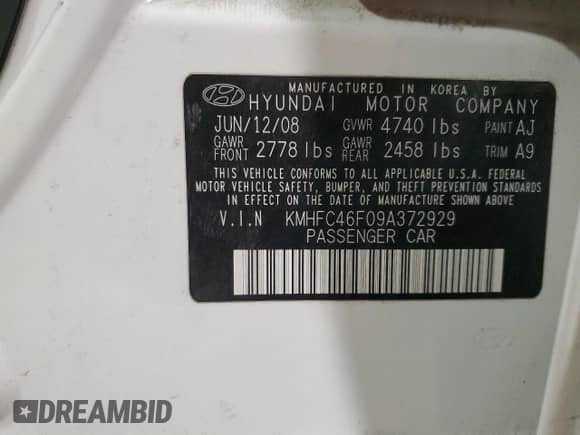 MANUFACTURED IN KOREA BY
HYUNDAI MOTOR COMPANY
JUN/12/08 GVWR 4740 lbs PAINT AJ
GAWR FRONT 2778 lbs GAWR REAR 2458 lbs TRIM A9
THIS VEHICLE CONFORMS TO ALL APPLICABLE U.S.A. FEDERAL
MOTOR VEHICLE SAFETY, BUMPER, AND THEFT PREVENTION STANDARDS
IN EFFECT ON THE DATE OF MANUFACTURE SHOWN ABOVE
V.I.N KMHFC46F09A372929
PASSENGER CAR
DREAMBID